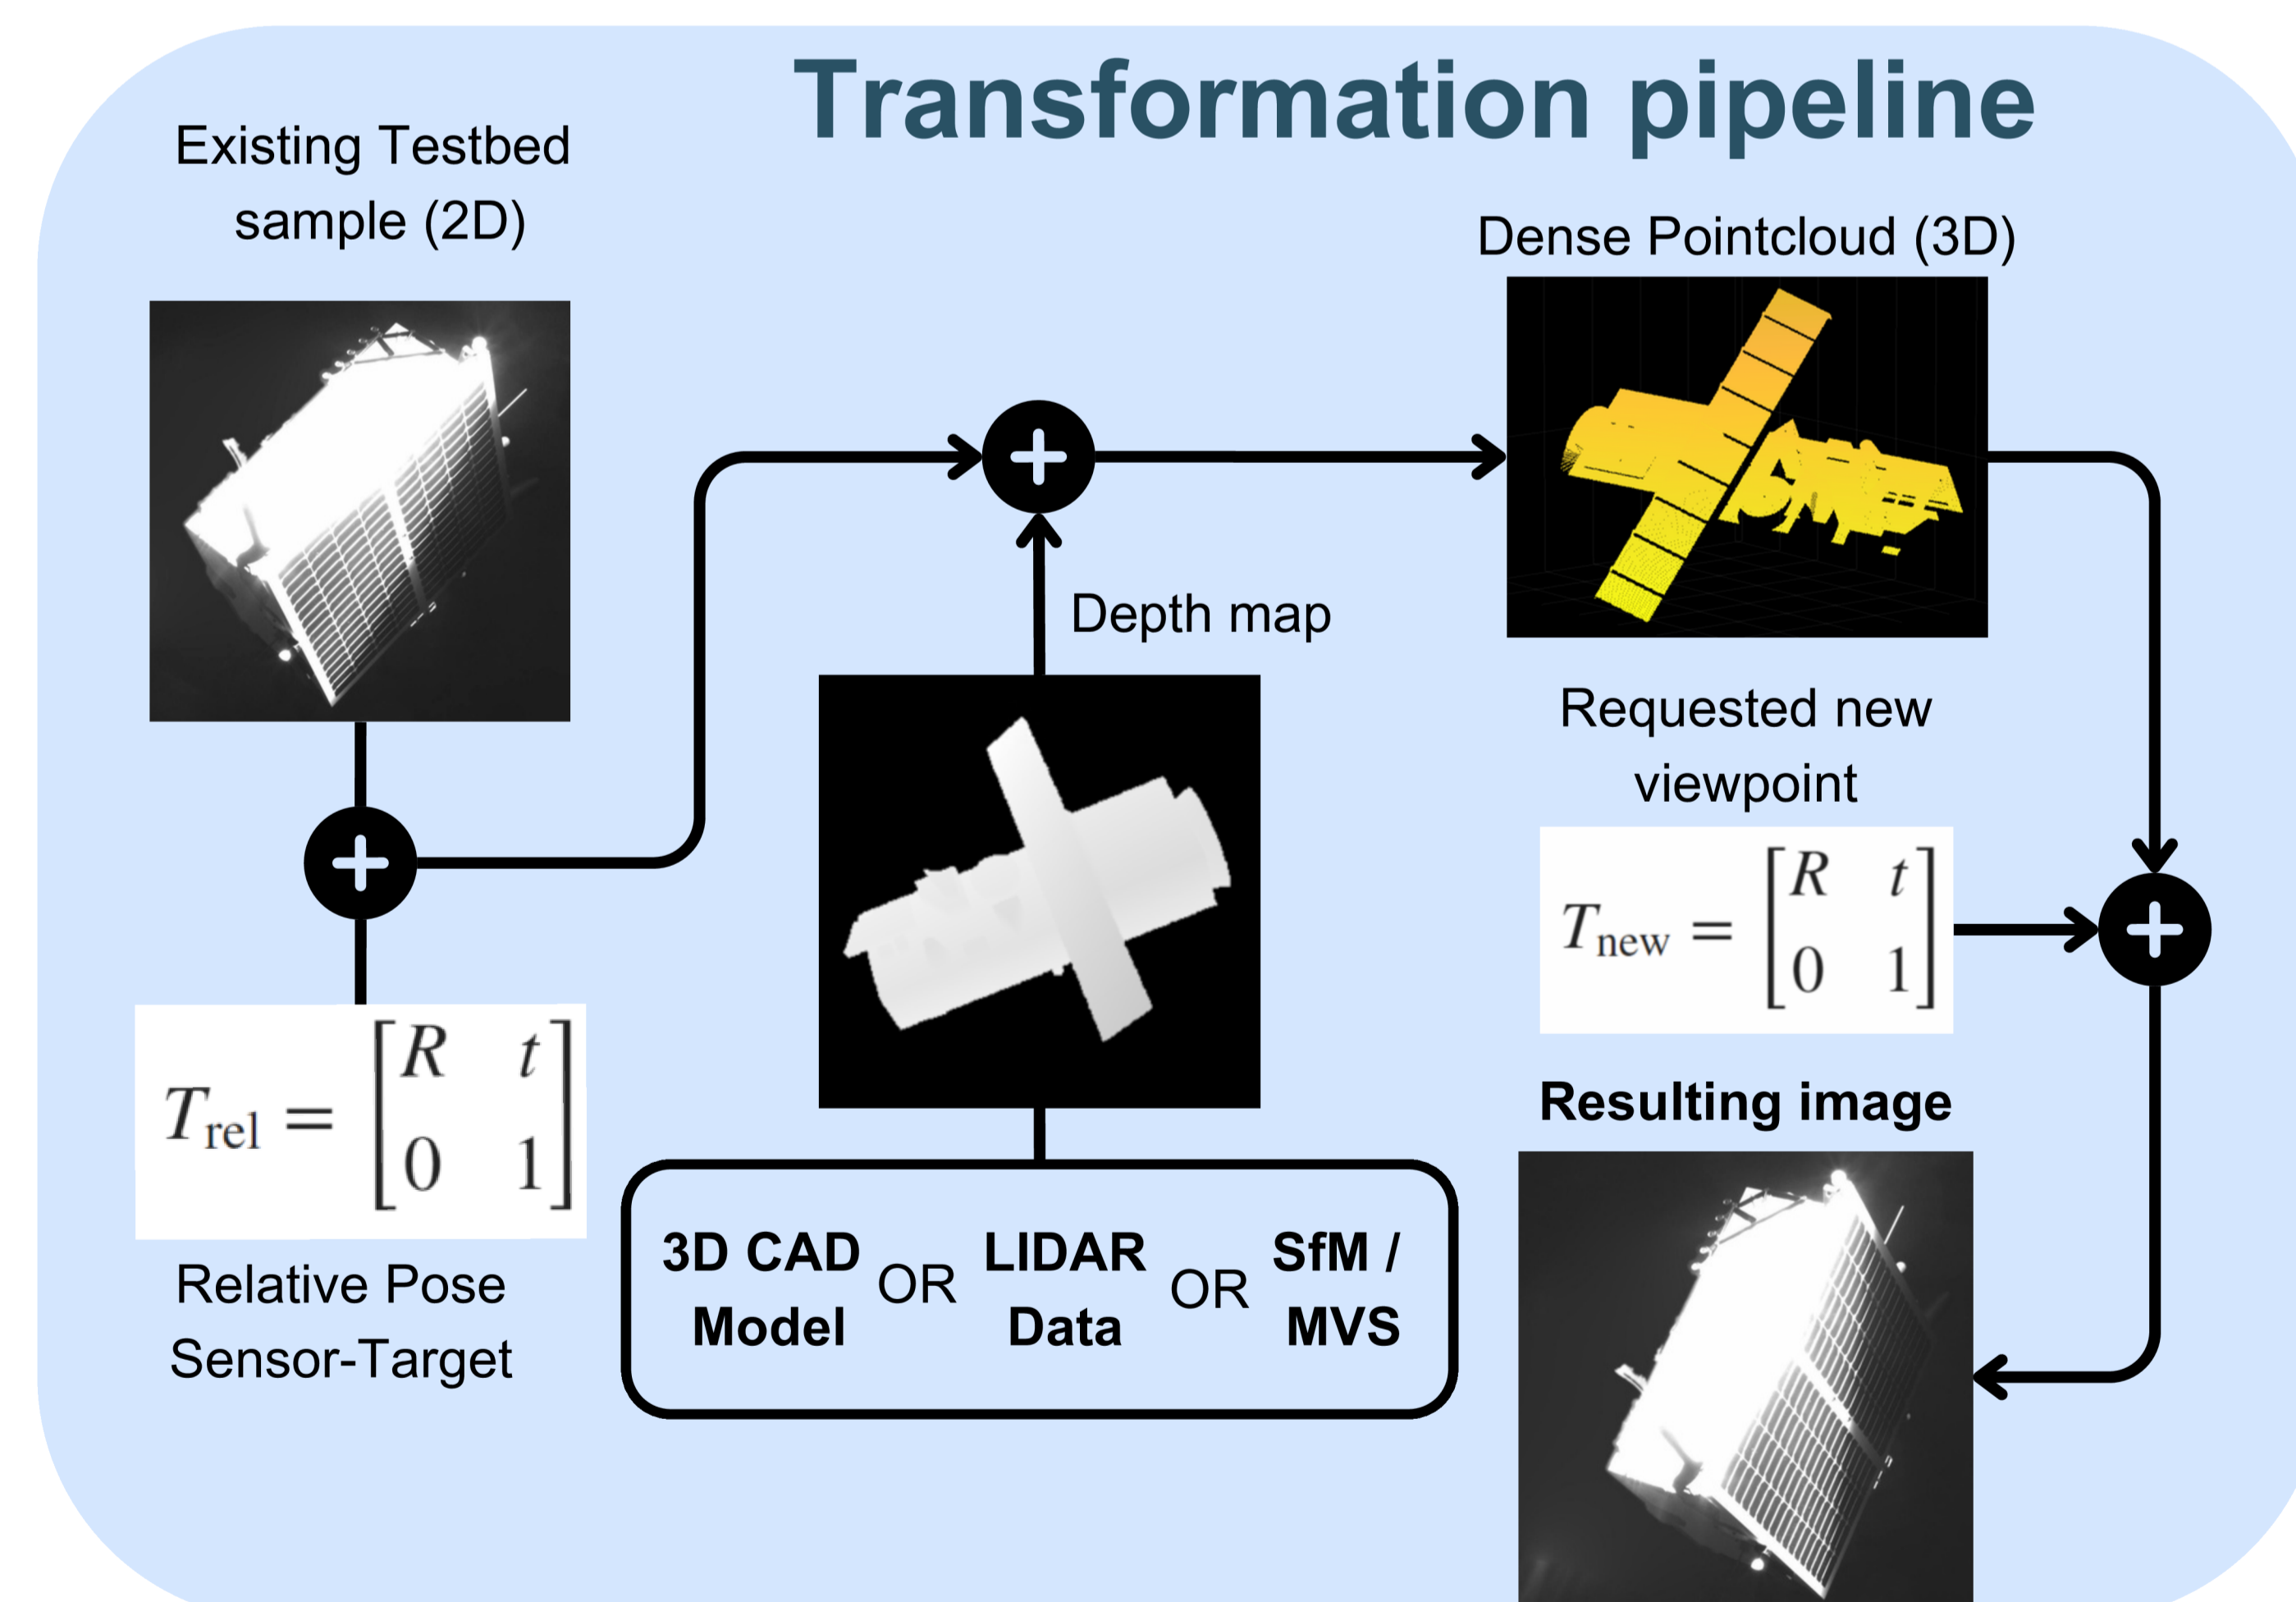 Transformation pipeline
Existing Testbed
sample (2D)
Dense Pointcloud (3D)
Depth map
Requested new
viewpoint
T_new = [R t
0 1]
T_rel = [R t
0 1]
Relative Pose
Sensor-Target
3D CAD
Model
OR
LIDAR
Data
OR
SfM /
MVS
Resulting image